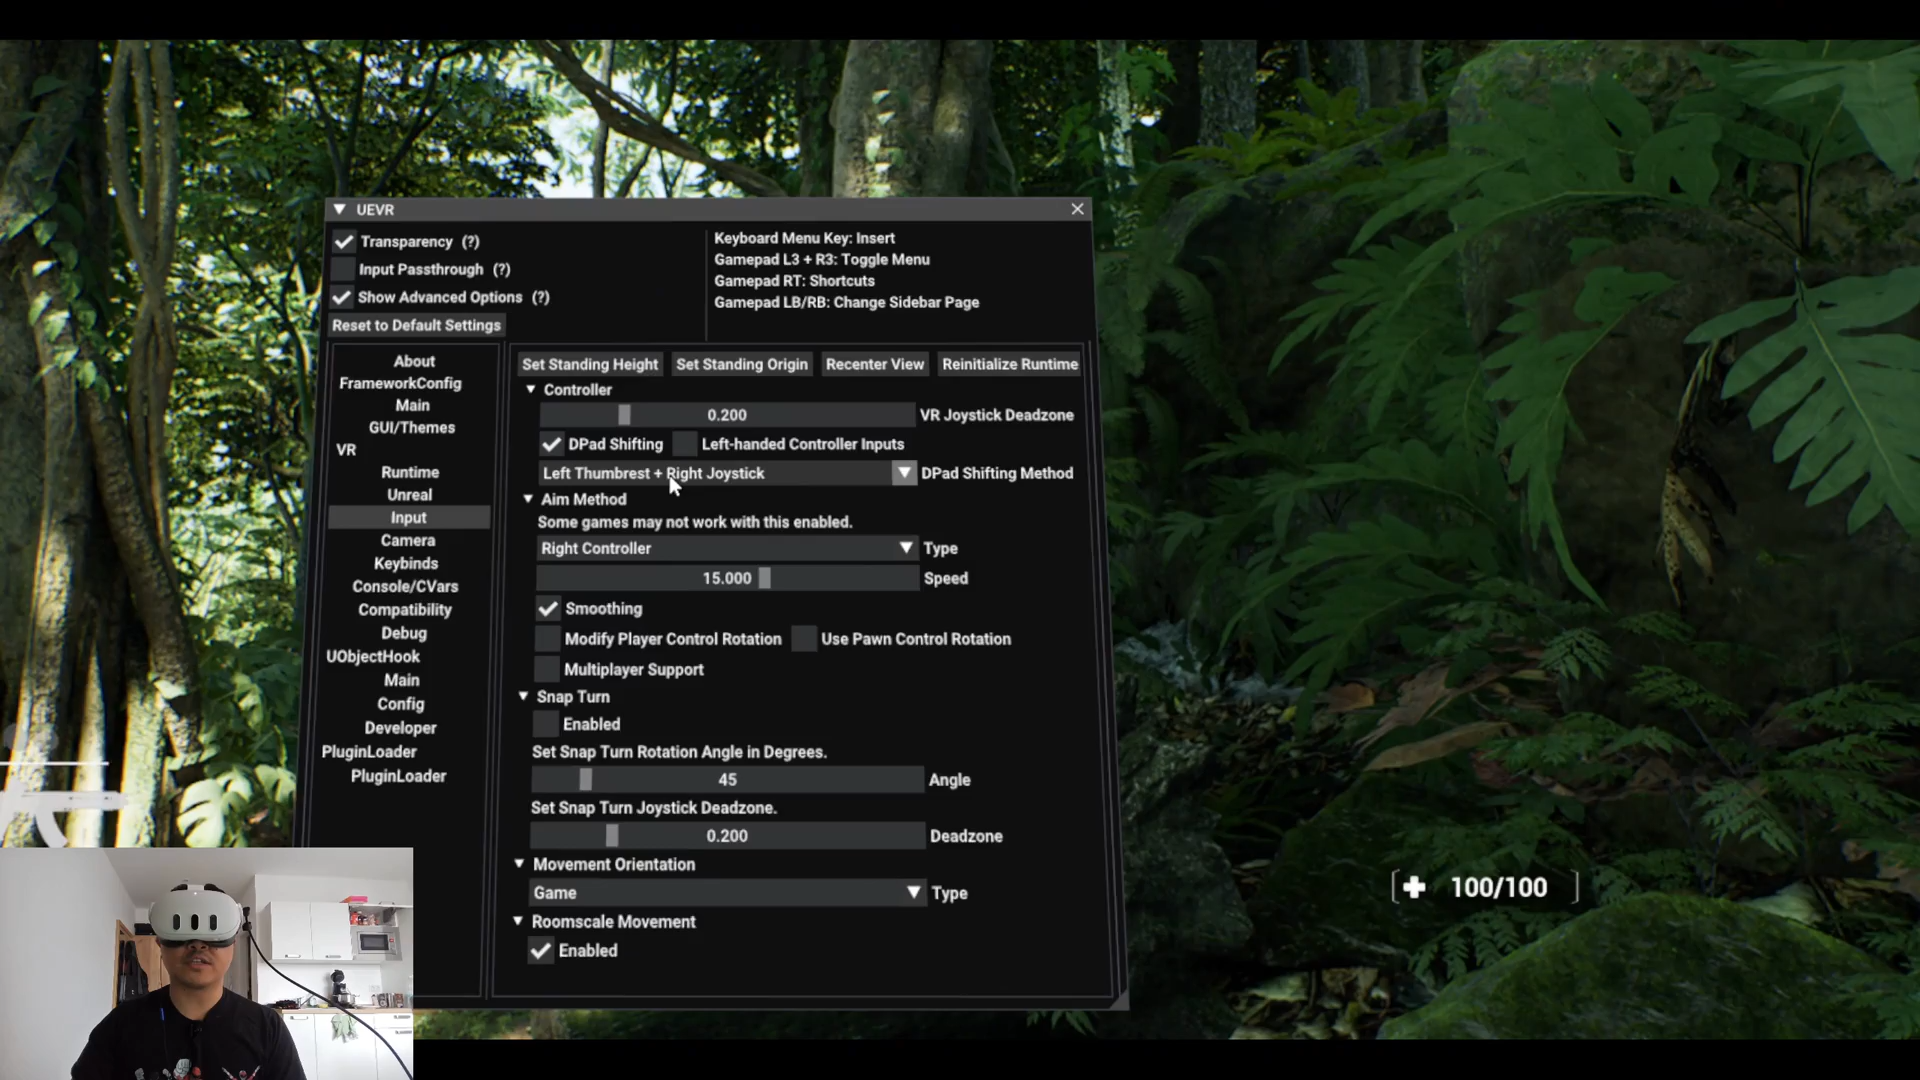 UEVR
Transparency (?)
Input Passthrough (?)
Show Advanced Options (?)
Reset to Default Settings
Keyboard Menu Key: Insert
Gamepad L3 + R3: Toggle Menu
Gamepad RT: Shortcuts
Gamepad LB/RB: Change Sidebar Page
About
FrameworkConfig
Main
GUI/Themes
VR
Runtime
Unreal
Input
Camera
Keybinds
Console/CVars
Compatibility
Debug
UObjectHook
Main
Config
Developer
PluginLoader
PluginLoader
Set Standing Height Set Standing Origin Recenter View Reinitialize Runtime
Controller
0.200 VR Joystick Deadzone
DPad Shifting Left-handed Controller Inputs
Left Thumbrest + Right Joystick DPad Shifting Method
Aim Method
Some games may not work with this enabled.
Right Controller Type
15.000 Speed
Smoothing
Modify Player Control Rotation Use Pawn Control Rotation
Multiplayer Support
Snap Turn
Enabled
Set Snap Turn Rotation Angle in Degrees.
45 Angle
Set Snap Turn Joystick Deadzone.
0.200 Deadzone
Movement Orientation
Game Type
Roomscale Movement
Enabled
100/100